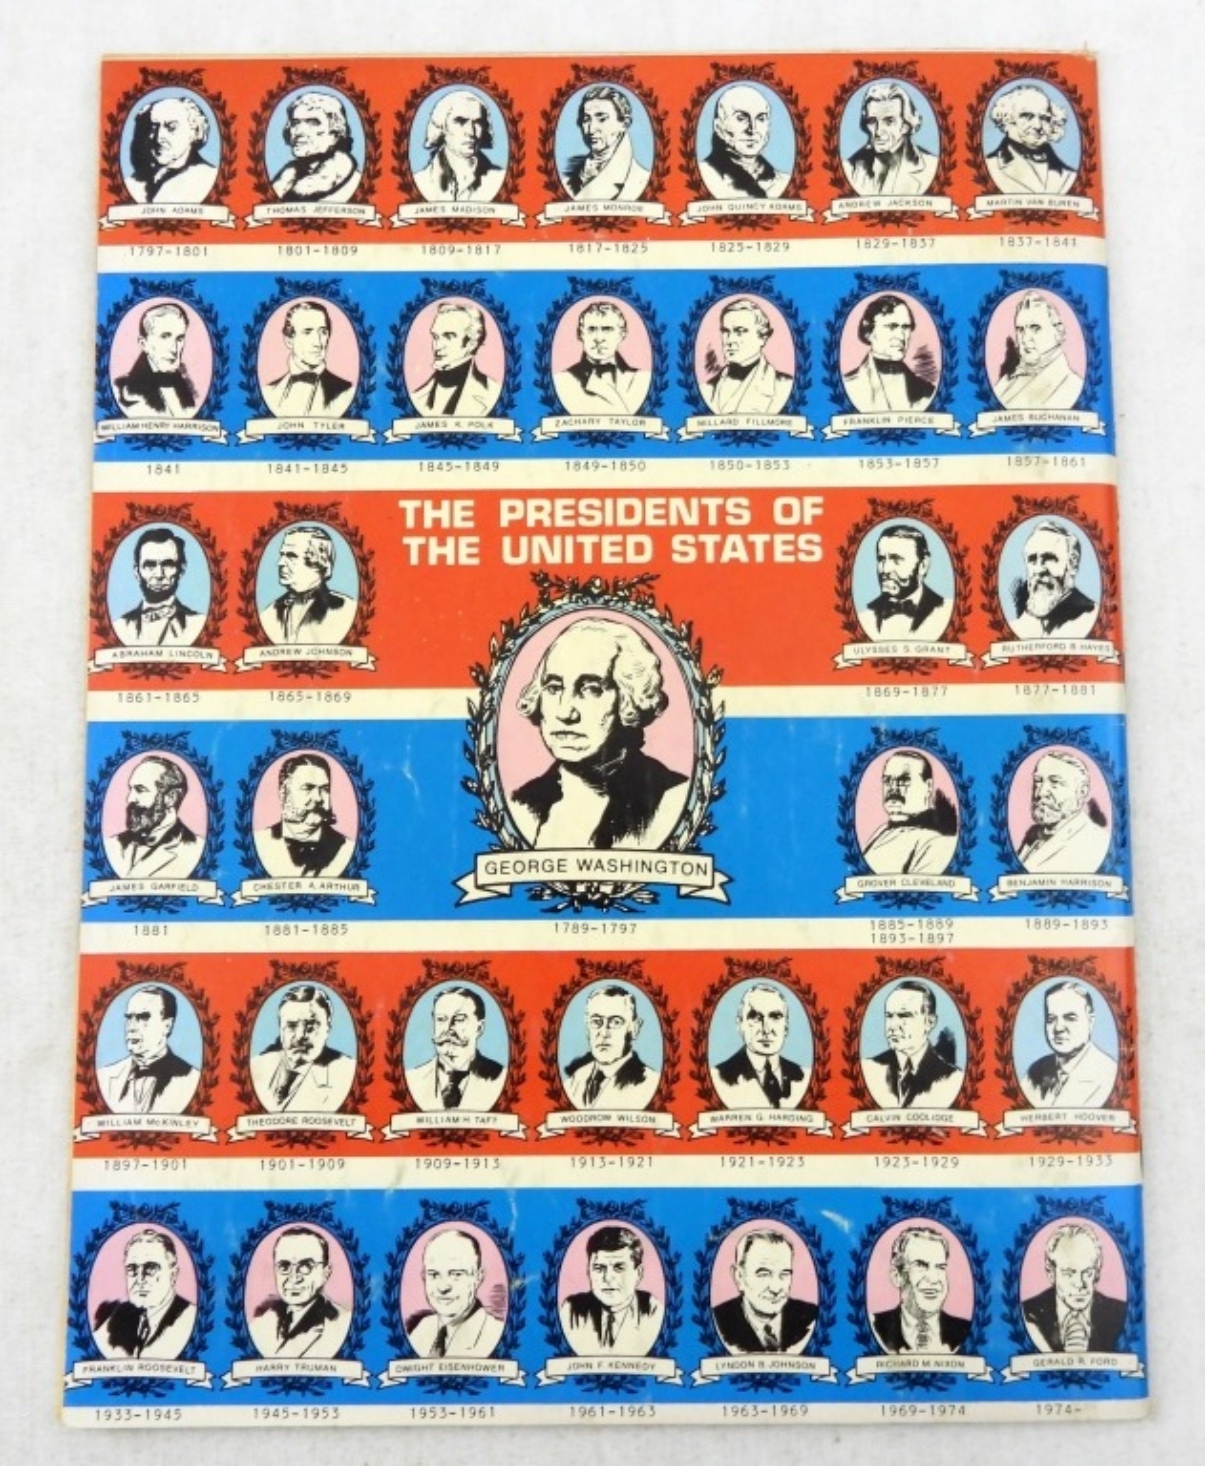 JOHN ADAMS THOMAS JEFFERSON JAMES MADISON JAMES MONROE JOHN QUINCY ADAMS ANDREW JACKSON MARTIN VAN BUREN
1797-1801 1801-1809 1809-1817 1817-1825 1825-1829 1829-1837 1837-1841
WILLIAM HENRY HARRISON JOHN TYLER JAMES K. POLK ZACHARY TAYLOR MILLARD FILLMORE FRANKLIN PIERCE JAMES BUCHANAN
1841 1841-1845 1845-1849 1849-1850 1850-1853 1853-1857 1857-1861
THE PRESIDENTS OF
THE UNITED STATES
ABRAHAM LINCOLN ANDREW JOHNSON ULYSSES S. GRANT RUTHERFORD B. HAYES
1861-1865 1865-1869 1869-1877 1877-1881
GEORGE WASHINGTON
JAMES GARFIELD CHESTER A. ARTHUR GROVER CLEVELAND BENJAMIN HARRISON
1881 1881-1885 1789-1797 1885-1889 1889-1893
1893-1897
WILLIAM McKINLEY THEODORE ROOSEVELT WILLIAM H. TAFT WOODROW WILSON WARREN G. HARDING CALVIN COOLIDGE HERBERT HOOVER
1897-1901 1901-1909 1909-1913 1913-1921 1921-1923 1923-1929 1929-1933
FRANKLIN ROOSEVELT HARRY TRUMAN DWIGHT EISENHOWER JOHN F. KENNEDY LYNDON B. JOHNSON RICHARD M. NIXON GERALD R. FORD
1933-1945 1945-1953 1953-1961 1961-1963 1963-1969 1969-1974 1974-